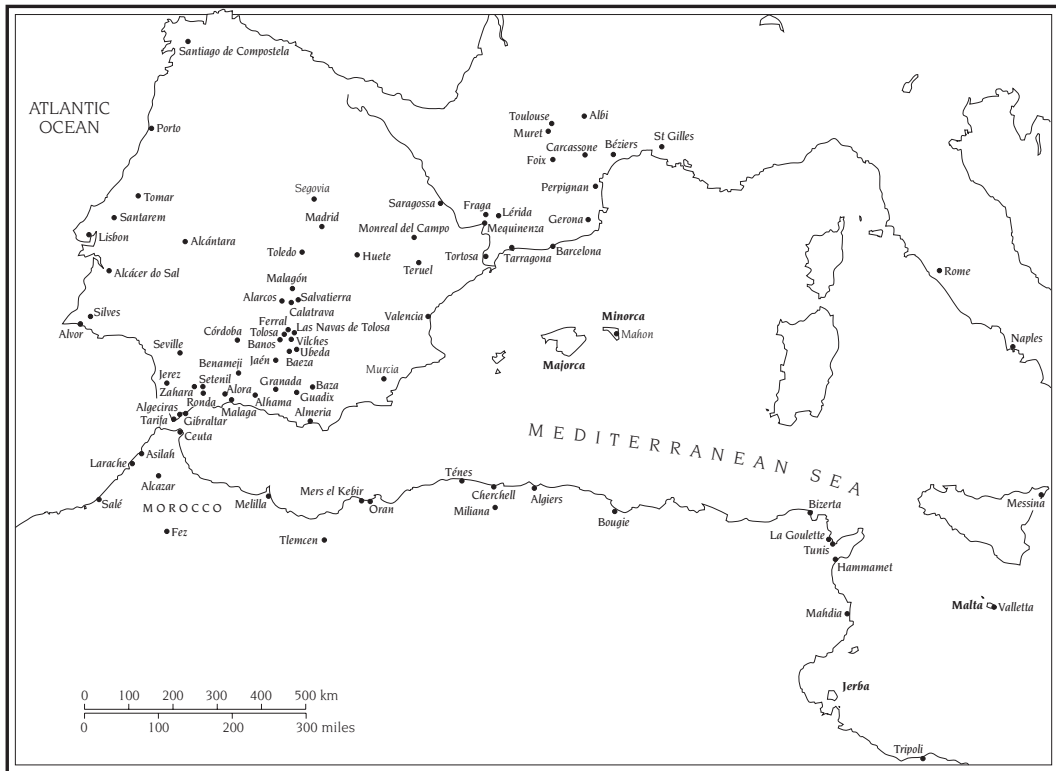 Santiago de Compostela
ATLANTIC
OCEAN
Porto
Toulouse
Albi
Muret
Carcassone
Béziers
St Gilles
Foix
Perpignan
Tomar
Segovia
Saragossa
Fraga
Lérida
Santarem
Madrid
Monreal del Campo
Mequinenza
Gerona
Lisbon
Alcántara
Toledo
Huete
Teruel
Tortosa
Tarragona
Barcelona
Alcácer do Sal
Malagón
Rome
Alarcos
Salvatierra
Calatrava
Silves
Alvor
Valencia
Minorca
Mahon
Ferral
Las Navas de Tolosa
Córdoba
Tolosa
Banos
Vilches
Naples
Seville
Ubeda
Jaén
Baeza
Majorca
Benameji
Murcia
Jerez
Setenil
Granada
Baza
Zahara
Alora
Guadix
Ronda
Alhama
Algeciras
Malaga
Almeria
Tarifa
Gibraltar
Ceuta
MEDITERRANEAN SEA
Asilah
Larache
Alcazar
Ténes
Salé
MOROCCO
Melilla
Mers el Kebir
Oran
Cherchell
Algiers
Miliana
Bougie
Bizerta
Messina
Fez
Tlemcen
La Goulette
Tunis
Hammamet
Mahdia
Malta
Valletta
Jerba
0 100 200 300 400 500 km
0 100 200 300 miles
Tripoli